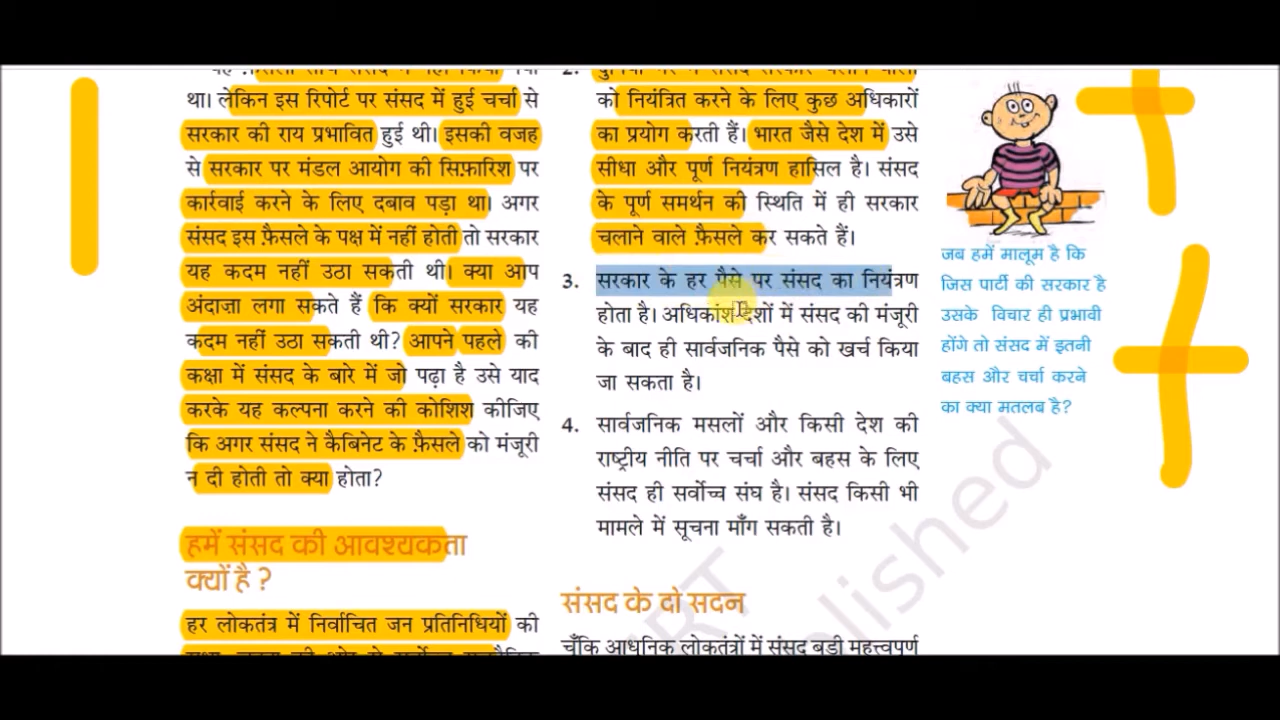 था। लेकिन इस रिपोर्ट पर संसद में हुई चर्चा से
सरकार की राय प्रभावित हुई थी। इसकी वजह
से सरकार पर मंडल आयोग की सिफ़ारिश पर
कार्रवाई करने के लिए दबाव पड़ा था। अगर
संसद इस फ़ैसले के पक्ष में नहीं होती तो सरकार
यह कदम नहीं उठा सकती थी। क्या आप
अंदाज़ा लगा सकते हैं कि क्यों सरकार यह
कदम नहीं उठा सकती थी? आपने पहले की
कक्षा में संसद के बारे में जो पढ़ा है उसे याद
करके यह कल्पना करने की कोशिश कीजिए
कि अगर संसद ने कैबिनेट के फ़ैसले को मंजूरी
न दी होती तो क्या होता?
हमें संसद की आवश्यकता
क्यों है ?
हर लोकतंत्र में निर्वाचित जन प्रतिनिधियों की
को नियंत्रित करने के लिए कुछ अधिकारों
का प्रयोग करती हैं। भारत जैसे देश में उसे
सीधा और पूर्ण नियंत्रण हासिल है। संसद
के पूर्ण समर्थन की स्थिति में ही सरकार
चलाने वाले फ़ैसले कर सकते हैं।
3. सरकार के हर पैसे पर संसद का नियंत्रण
होता है। अधिकांश देशों में संसद की मंजूरी
के बाद ही सार्वजनिक पैसे को खर्च किया
जा सकता है।
4. सार्वजनिक मसलों और किसी देश की
राष्ट्रीय नीति पर चर्चा और बहस के लिए
संसद ही सर्वोच्च संघ है। संसद किसी भी
मामले में सूचना माँग सकती है।
संसद के दो सदन
चूँकि आधुनिक लोकतंत्रों में संसद बड़ी महत्त्वपूर्ण
जब हमें मालूम है कि
जिस पार्टी की सरकार है
उसके विचार ही प्रभावी
होंगे तो संसद में इतनी
बहस और चर्चा करने
का क्या मतलब है?